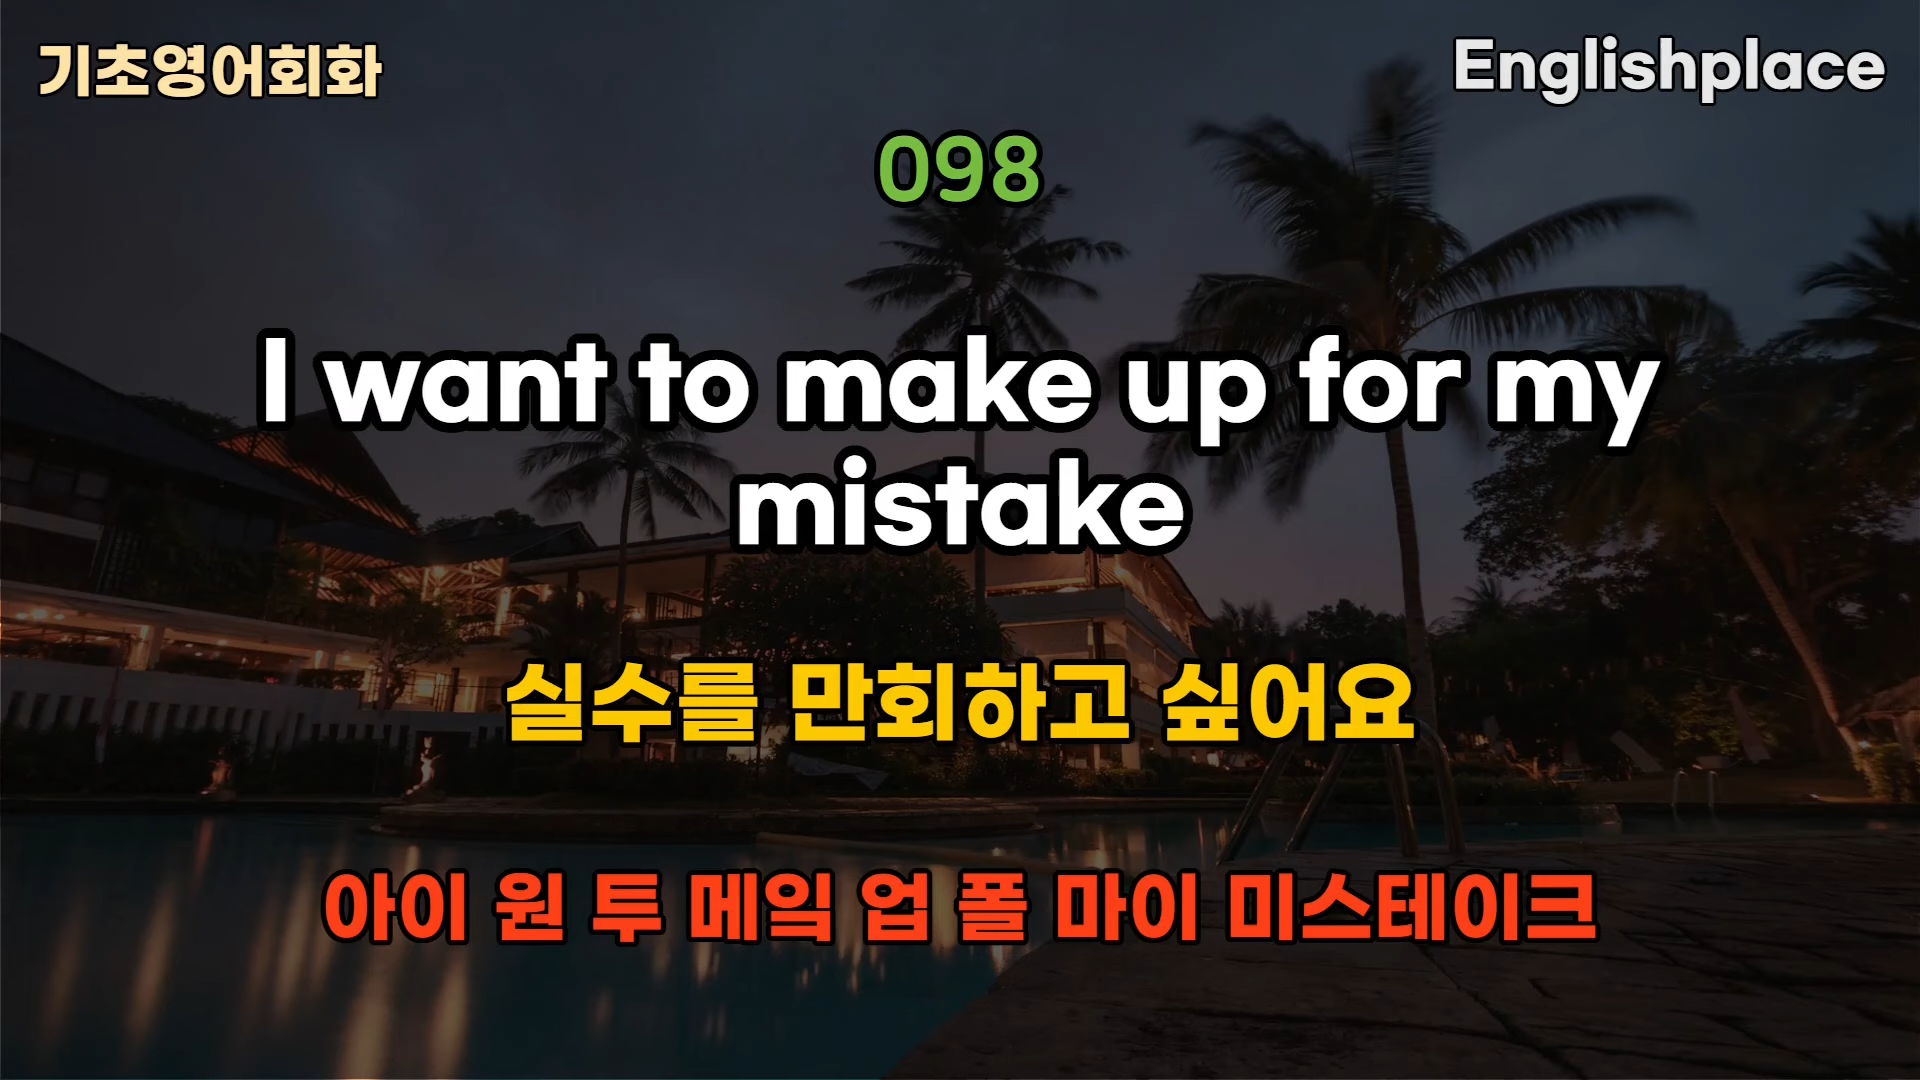 기초영어회화
Englishplace
098
I want to make up for my
mistake
실수를 만회하고 싶어요
아이 원 투 메잌 업 폴 마이 미스테이크